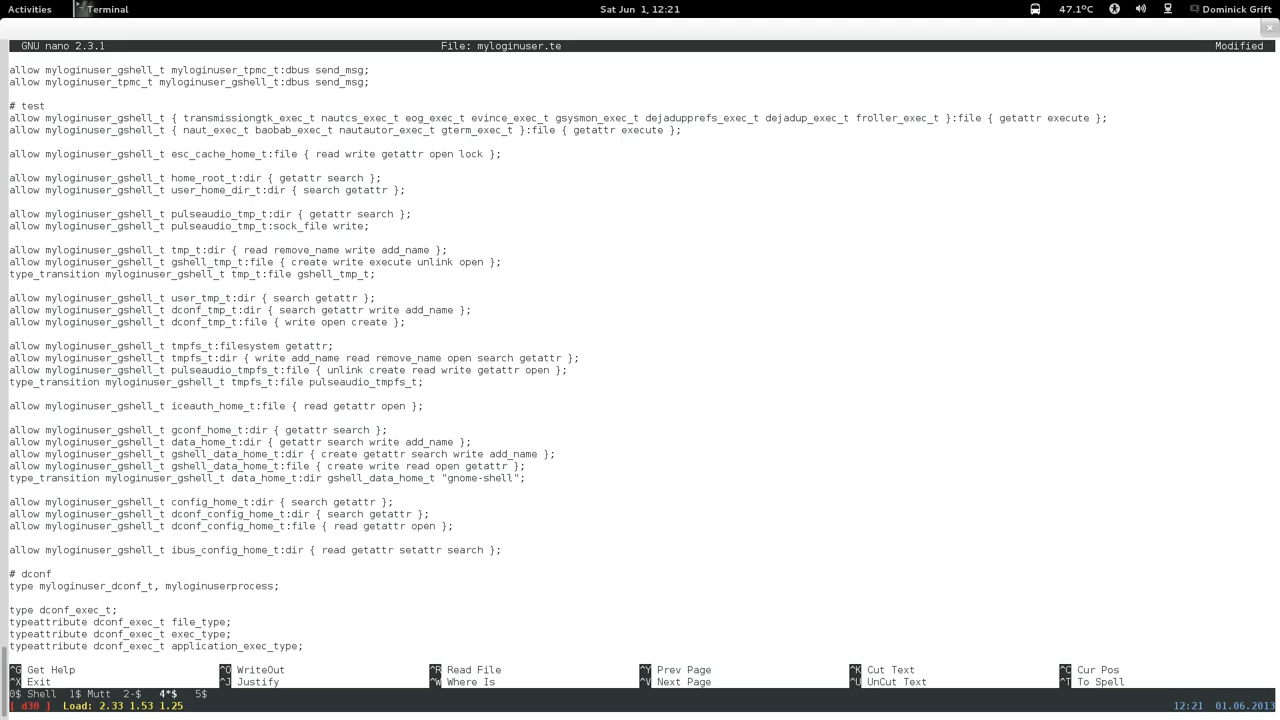 Activities Terminal Sat Jun 1, 12:21 47.1°C Dominick Grift
GNU nano 2.3.1 File: myloginuser.te Modified
allow myloginuser_gshell_t myloginuser_tpmc_t:dbus send_msg;
allow myloginuser_tpmc_t myloginuser_gshell_t:dbus send_msg;
# test
allow myloginuser_gshell_t { transmissiongtk_exec_t nautcs_exec_t eog_exec_t evince_exec_t gsysmon_exec_t dejadupprefs_exec_t dejadup_exec_t froller_exec_t }:file { getattr execute };
allow myloginuser_gshell_t { naut_exec_t baobab_exec_t nautautor_exec_t gterm_exec_t }:file { getattr execute };
allow myloginuser_gshell_t esc_cache_home_t:file { read write getattr open lock };
allow myloginuser_gshell_t home_root_t:dir { getattr search };
allow myloginuser_gshell_t user_home_dir_t:dir { search getattr };
allow myloginuser_gshell_t pulseaudio_tmp_t:dir { getattr search };
allow myloginuser_gshell_t pulseaudio_tmp_t:sock_file write;
allow myloginuser_gshell_t tmp_t:dir { read remove_name write add_name };
allow myloginuser_gshell_t gshell_tmp_t:file { create write execute unlink open };
type_transition myloginuser_gshell_t tmp_t:file gshell_tmp_t;
allow myloginuser_gshell_t user_tmp_t:dir { search getattr };
allow myloginuser_gshell_t dconf_tmp_t:dir { search getattr write add_name };
allow myloginuser_gshell_t dconf_tmp_t:file { write open create };
allow myloginuser_gshell_t tmpfs_t:filesystem getattr;
allow myloginuser_gshell_t tmpfs_t:dir { write add_name read remove_name open search getattr };
allow myloginuser_gshell_t pulseaudio_tmpfs_t:file { unlink create read write getattr open };
type_transition myloginuser_gshell_t tmpfs_t:file pulseaudio_tmpfs_t;
allow myloginuser_gshell_t iceauth_home_t:file { read getattr open };
allow myloginuser_gshell_t gconf_home_t:dir { getattr search };
allow myloginuser_gshell_t data_home_t:dir { getattr search write add_name };
allow myloginuser_gshell_t gshell_data_home_t:dir { create getattr search write add_name };
allow myloginuser_gshell_t gshell_data_home_t:file { create write read open getattr };
type_transition myloginuser_gshell_t data_home_t:dir gshell_data_home_t "gnome-shell";
allow myloginuser_gshell_t config_home_t:dir { search getattr };
allow myloginuser_gshell_t dconf_config_home_t:dir { search getattr };
allow myloginuser_gshell_t dconf_config_home_t:file { read getattr open };
allow myloginuser_gshell_t ibus_config_home_t:dir { read getattr setattr search };
# dconf
type myloginuser_dconf_t, myloginuserprocess;
type dconf_exec_t;
typeattribute dconf_exec_t file_type;
typeattribute dconf_exec_t exec_type;
typeattribute dconf_exec_t application_exec_type;
^G Get Help ^O WriteOut ^R Read File ^Y Prev Page ^K Cut Text ^C Cur Pos
^X Exit ^J Justify ^W Where Is ^V Next Page ^U UnCut Text ^T To Spell
0$ Shell 1$ Mutt 2-$ 4*$ 5$
[ d30 ] Load: 2.33 1.53 1.25 12:21 01.06.2013